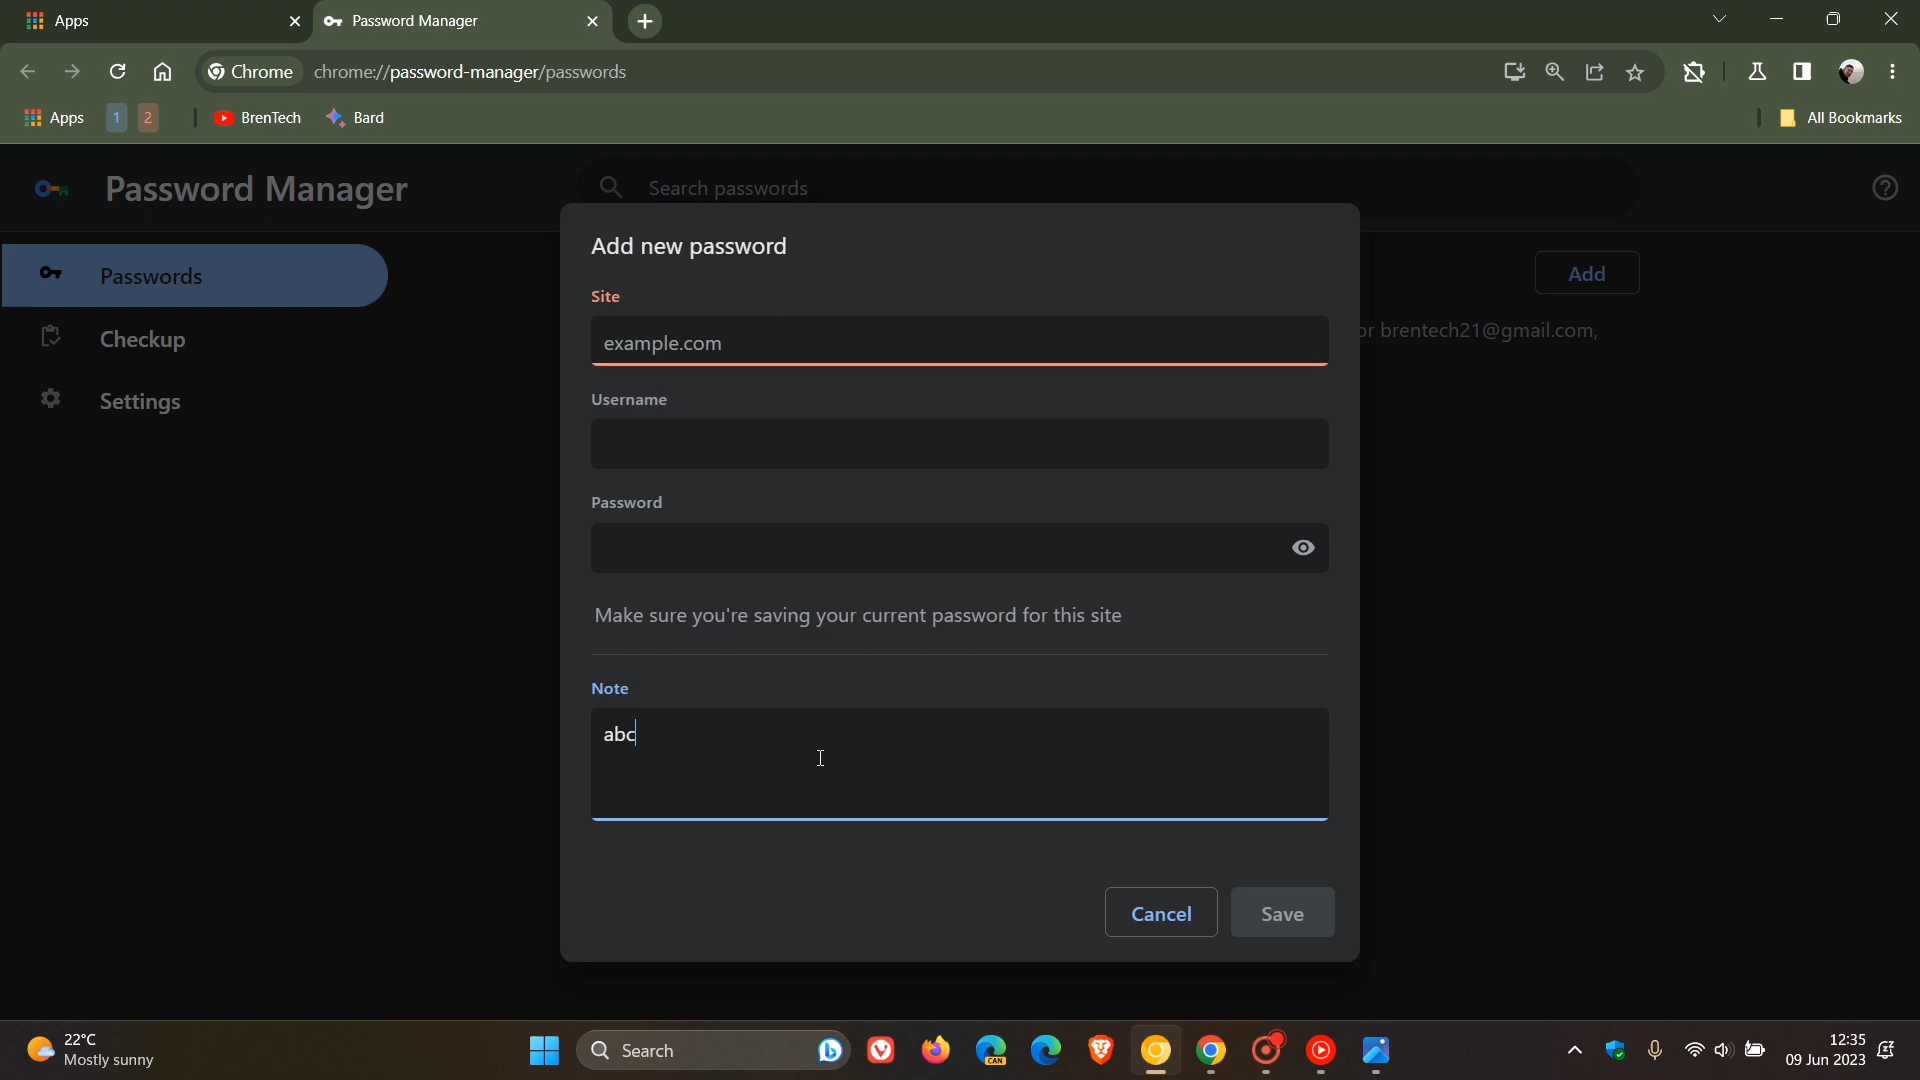 Apps
Password Manager
Chrome chrome://password-manager/passwords
Apps 1 2 BrenTech Bard All Bookmarks
Password Manager
Search passwords
Passwords
Checkup
Settings
Add
or brentech21@gmail.com,
Add new password
Site
example.com
Username
Password
Make sure you're saving your current password for this site
Note
abc
Cancel
Save
22°C
Mostly sunny
Search
CAN
12:35
09 Jun 2023